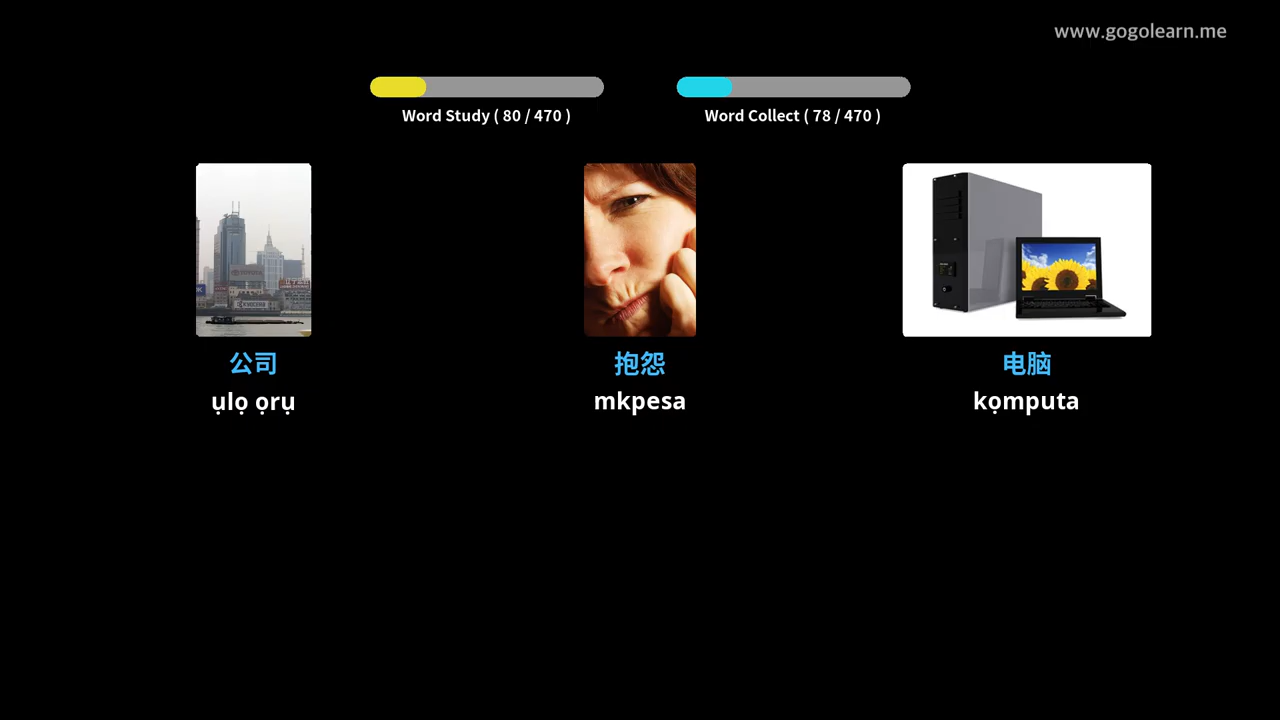 www.gogolearn.me
Word Study ( 80 / 470 )
Word Collect ( 78 / 470 )
公司
抱怨
电脑
ụlọ ọrụ
mkpesa
kọmputa